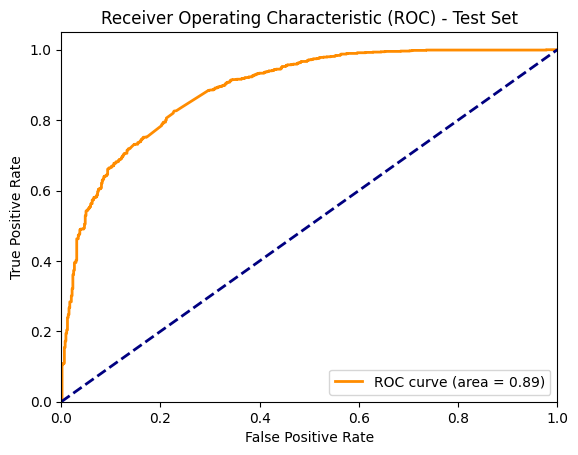 Receiver Operating Characteristic (ROC) - Test Set
1.0
0.8
0.6
0.4
0.2
0.0
True Positive Rate
ROC curve (area = 0.89)
0.0 0.2 0.4 0.6 0.8 1.0
False Positive Rate